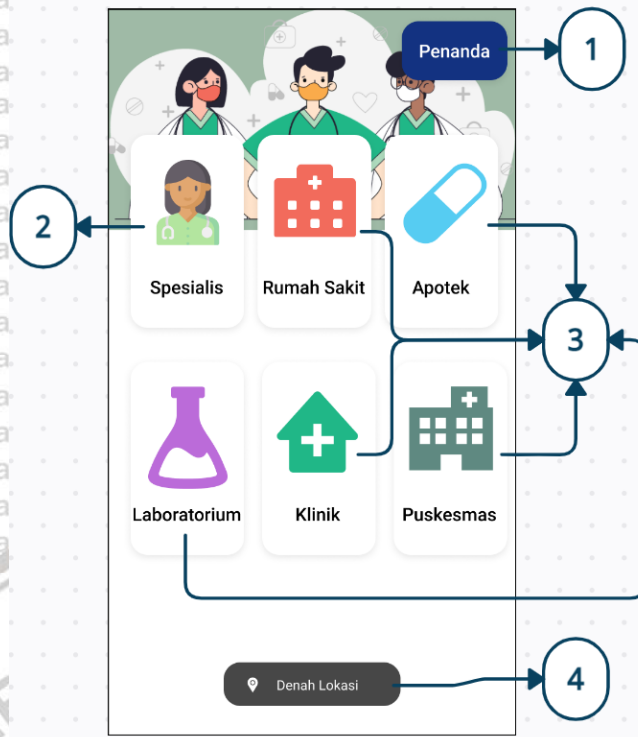 Penanda
1
2
Spesialis
Rumah Sakit
Apotek
3
Laboratorium
Klinik
Puskesmas
Denah Lokasi
4